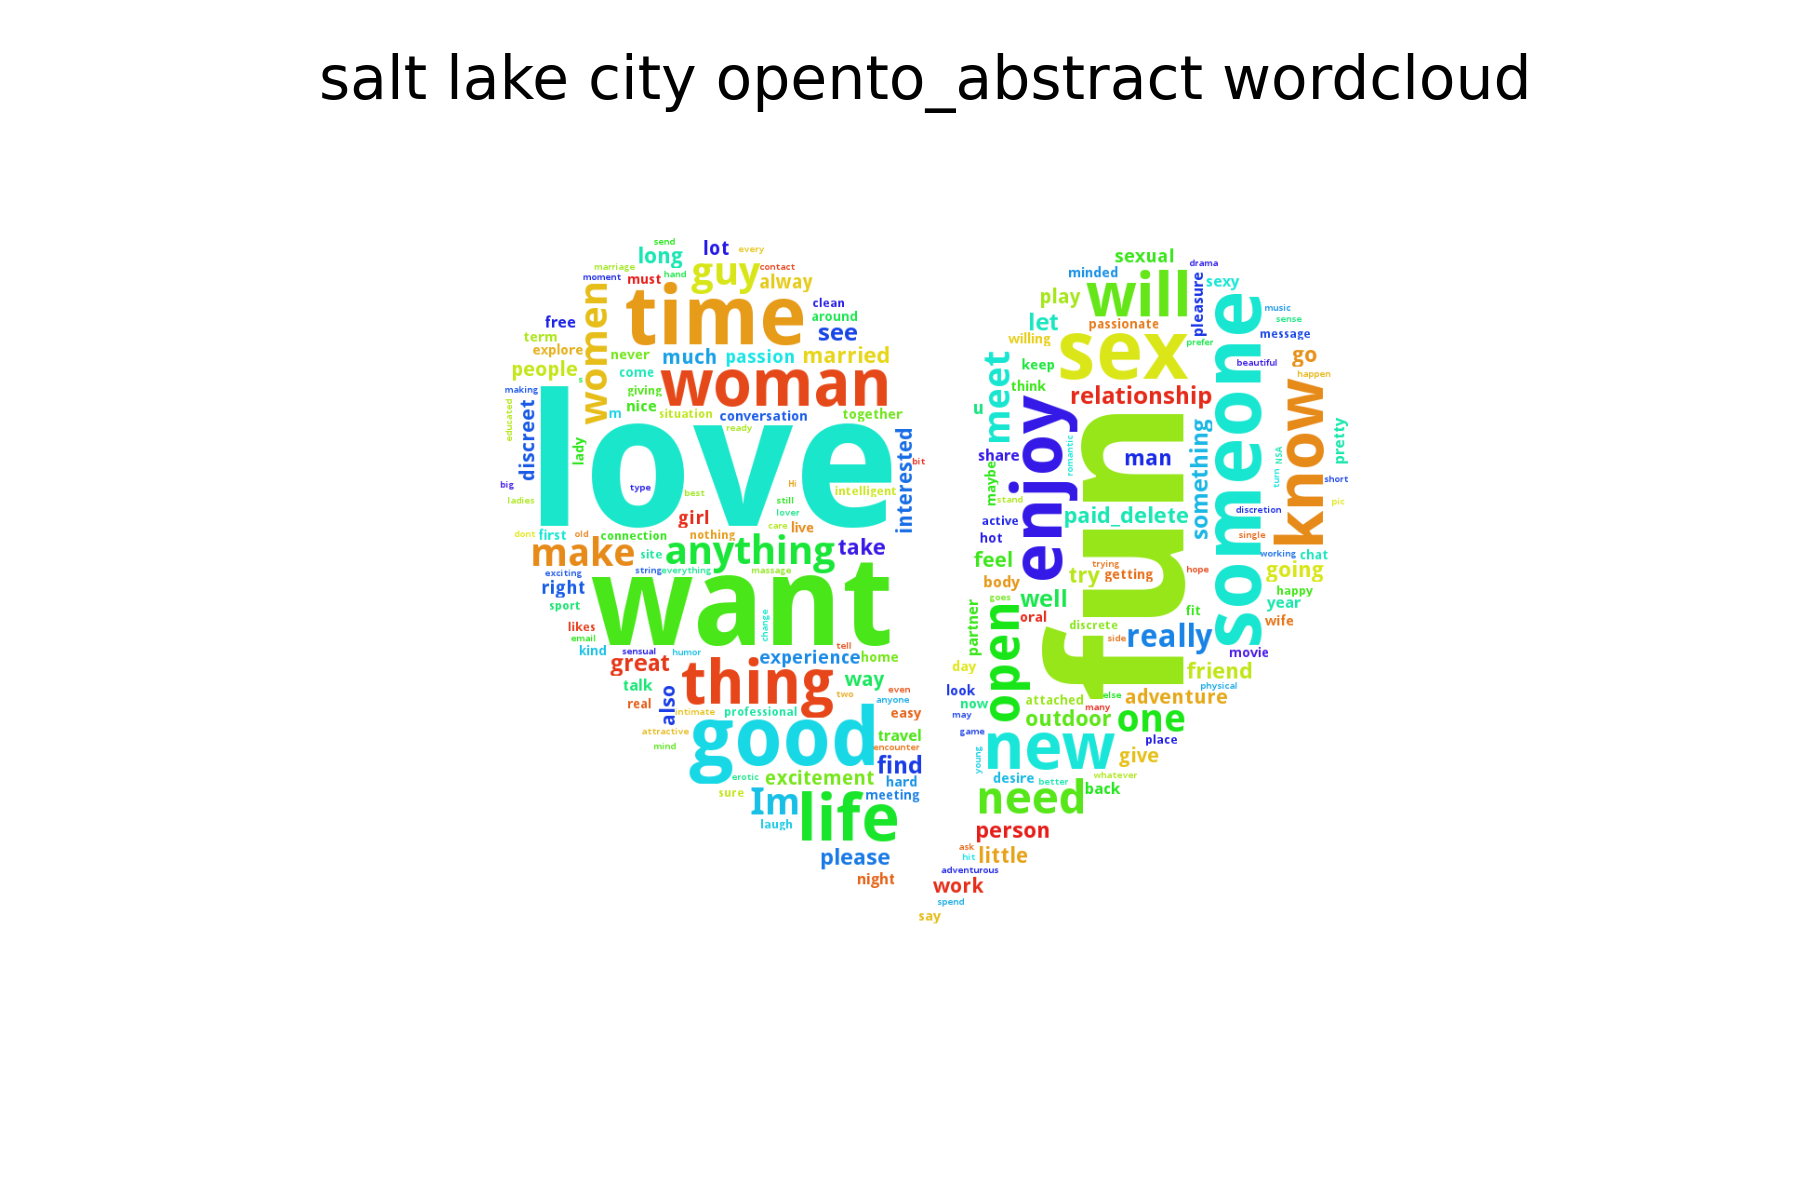 salt lake city opento_abstract wordcloud
send
long
lot
every
marriage
moment
must
hand
guy
contact
alway
women
time
clean
around
see
free
term
explore
people
s
never
come
much
passion
married
woman
making
giving
nice
m
situation
conversation
together
educated
discreet
lady
love
ready
interested
bit
big
ladies
type
best
Hi
still
lover
intelligent
girl
care
live
dont
first
old
connection
nothing
make
site
anything
take
exciting
string
everything
massage
right
want
sport
change
likes
email
kind
sensual
humor
tell
great
experience
home
talk
thing
way
real
also
intimate
professional
two
even
anyone
easy
attractive
mind
good
travel
encounter
find
erotic
excitement
hard
sure
Im
life
meeting
laugh
please
night
sexual
drama
minded
will
pleasure
sexy
play
let
passionate
music
sense
message
willing
sex
prefer
someone
meet
keep
beautiful
go
happen
think
relationship
know
u
enjoy
fun
man
something
pretty
share
romantic
maybe
NSA
turn
short
stand
pic
active
paid_delete
discretion
hot
single
feel
trying
working
chat
body
try
getting
hope
going
goes
well
happy
year
partner
open
oral
fit
wife
discrete
side
really
movie
day
friend
physical
look
now
may
attached
else
many
adventure
outdoor
one
game
new
place
young
give
desire
better
whatever
need
back
person
ask
hit
little
adventurous
work
spend
say